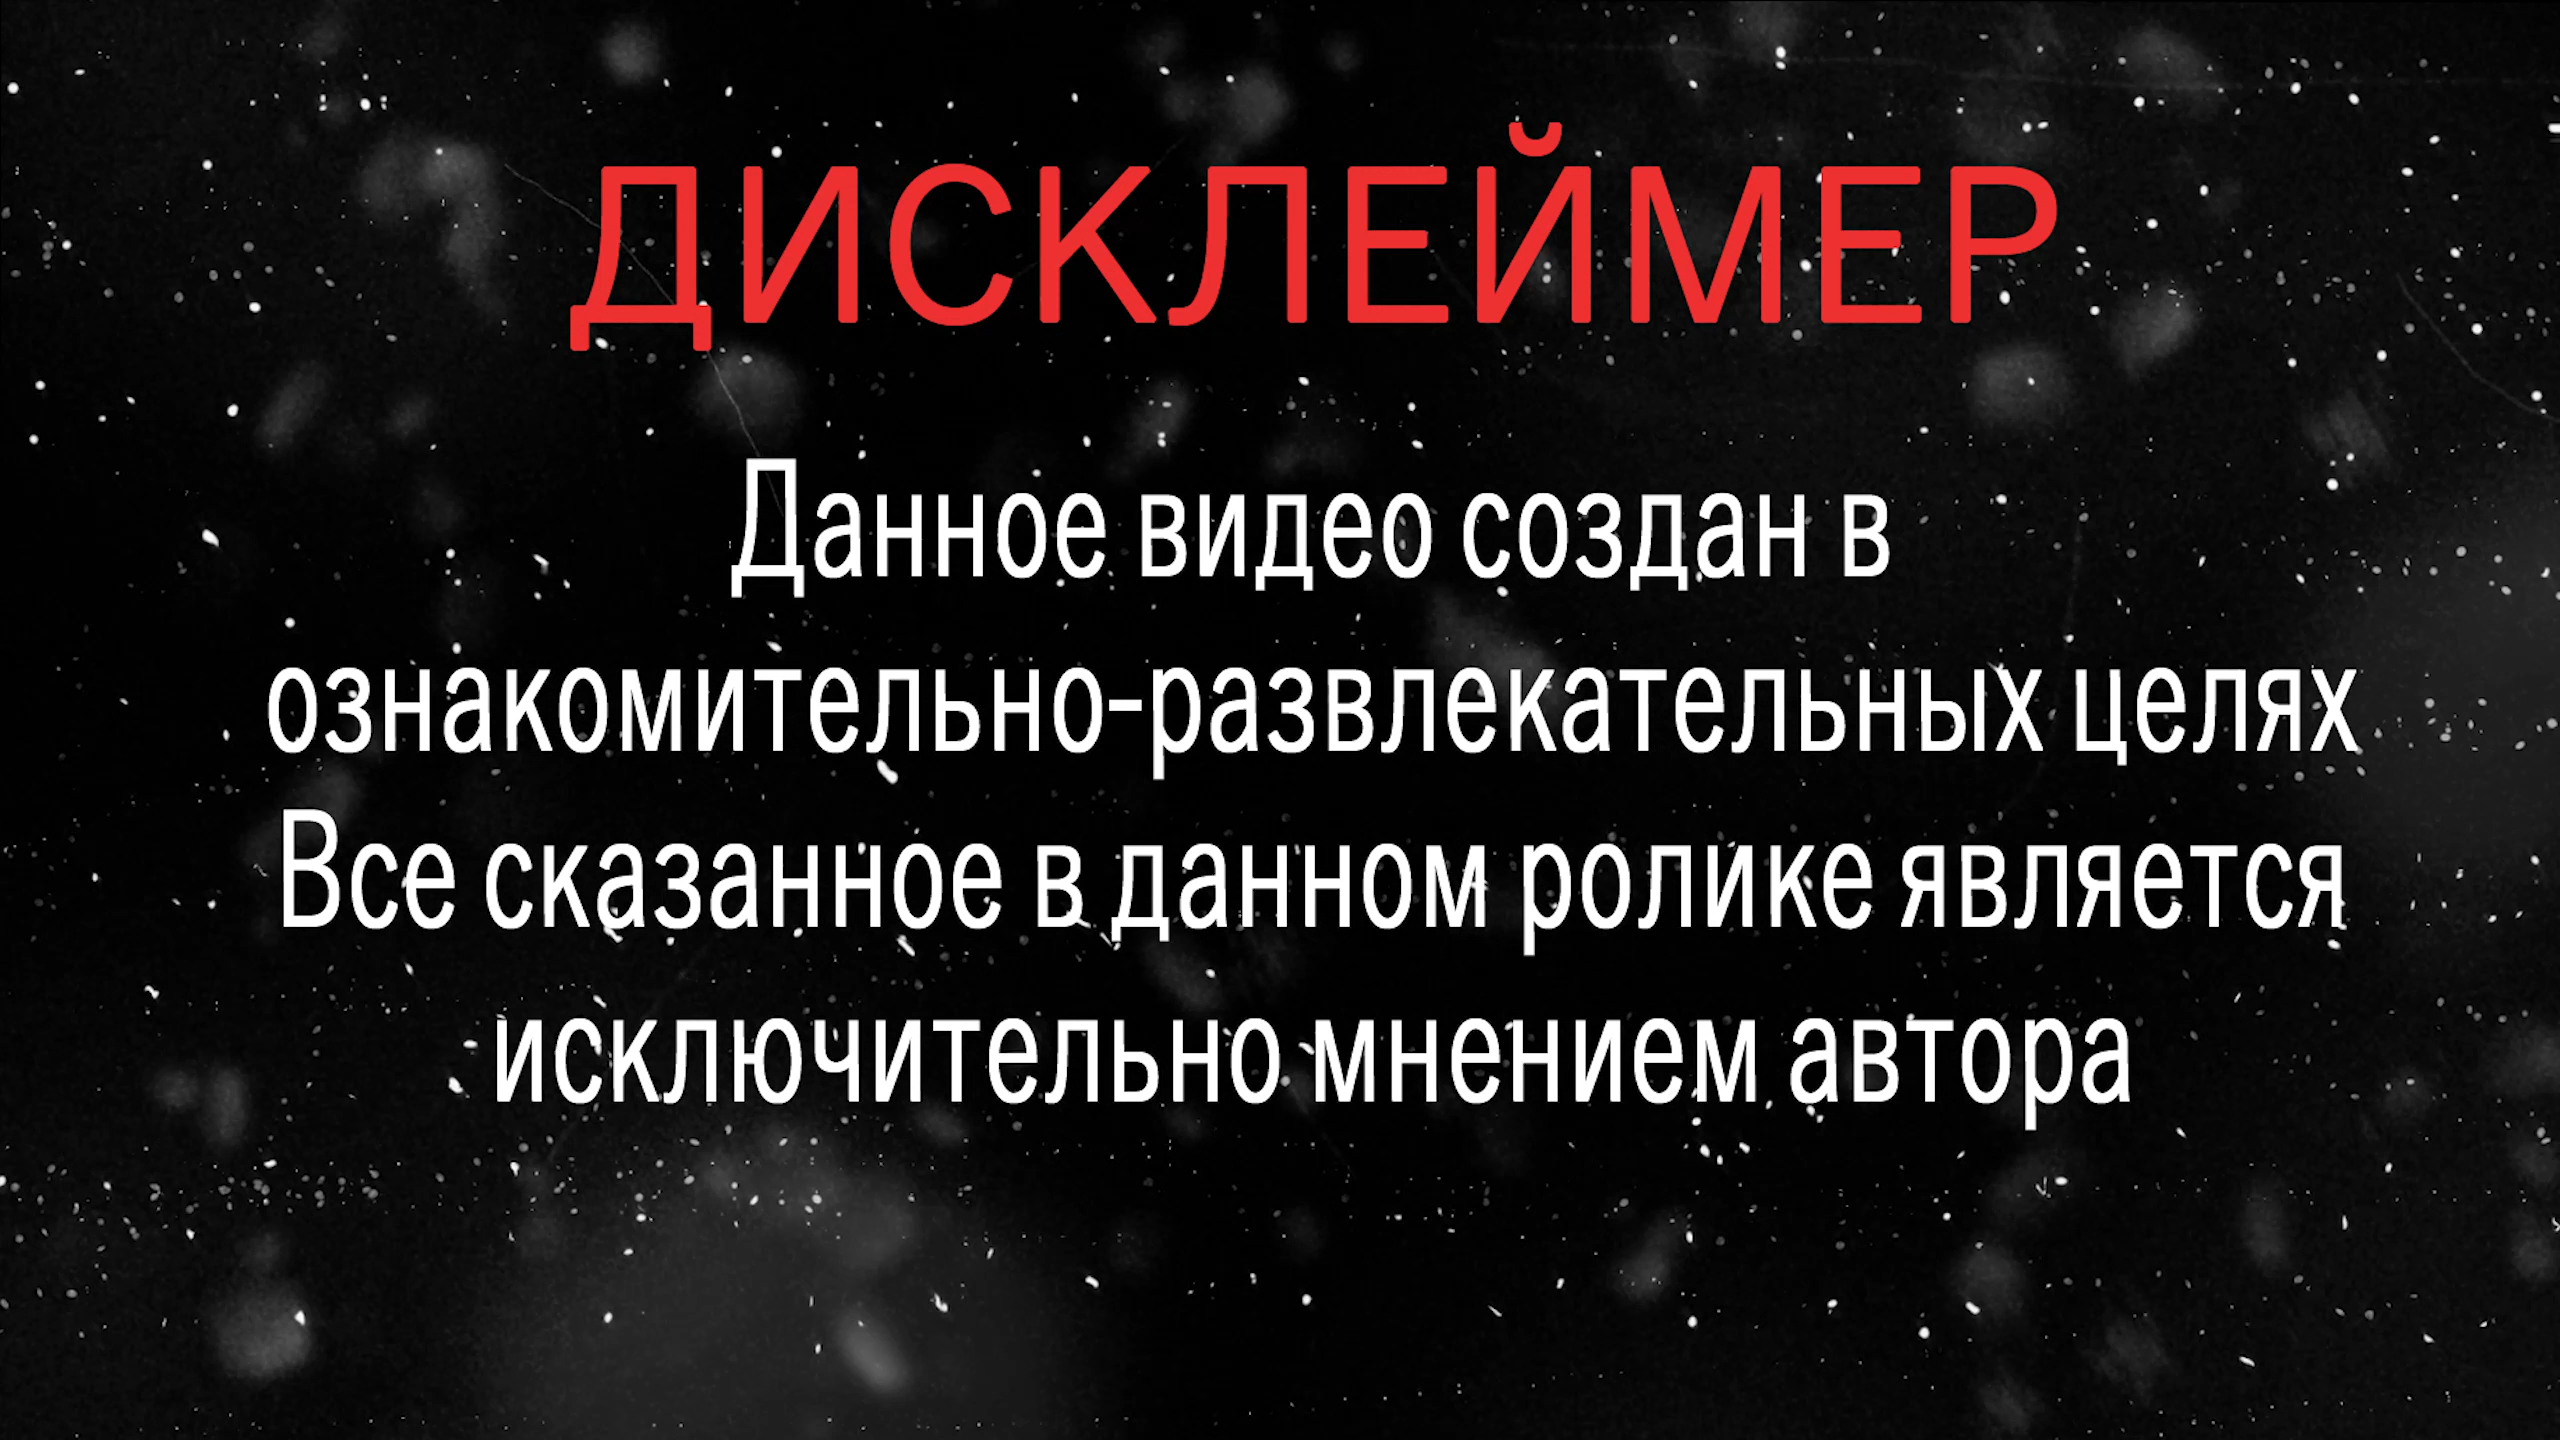 ДИСКЛЕЙМЕР
Данное видео создан в
ознакомительно-развлекательных целях
Все сказанное в данном ролике является
исключительно мнением автора